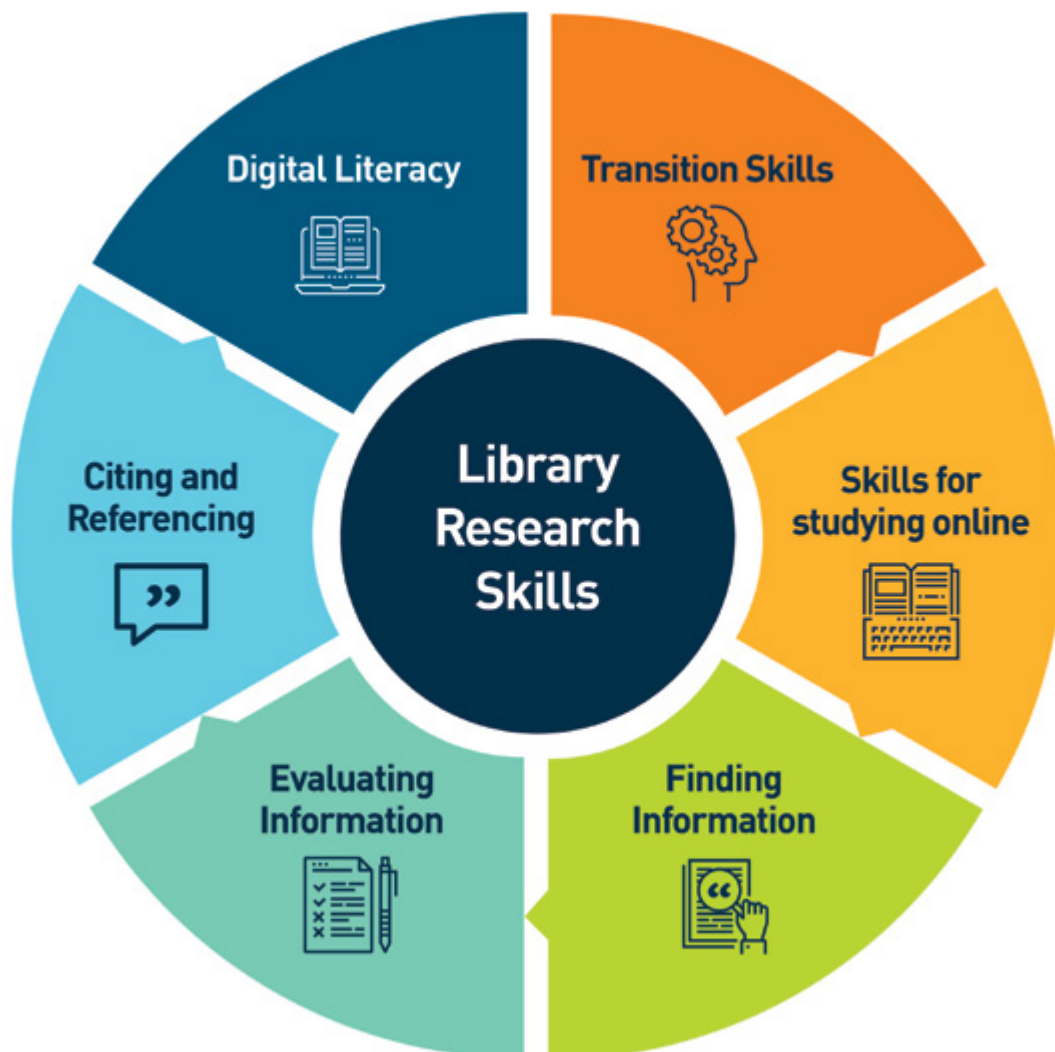 Library
Research
Skills
Transition Skills
Skills for
studying online
Finding
Information
Evaluating
Information
Citing and
Referencing
Digital Literacy